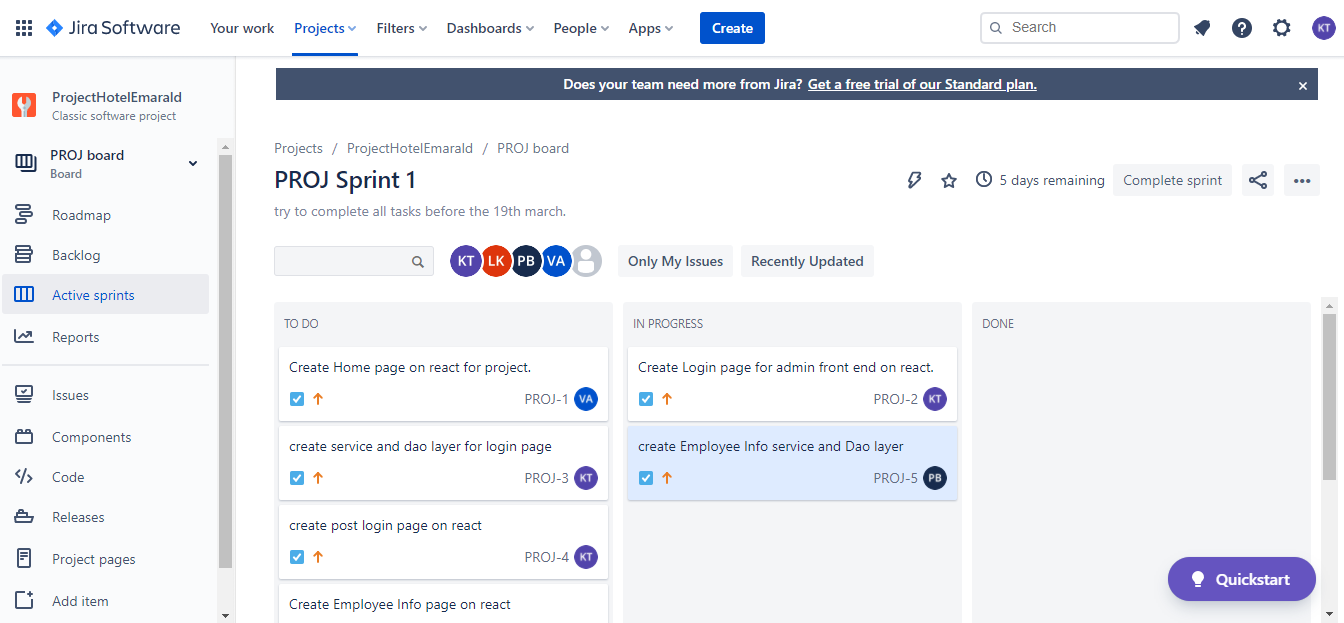 Jira Software Your work Projects Filters Dashboards People Apps Create Search KT
Does your team need more from Jira? Get a free trial of our Standard plan. ×
ProjectHotelEmarald
Classic software project
PROJ board
Board
Roadmap
Backlog
Active sprints
Reports
Issues
Components
Code
Releases
Project pages
Add item
Projects / ProjectHotelEmarald / PROJ board
PROJ Sprint 1
5 days remaining Complete sprint
try to complete all tasks before the 19th march.
KT LK PB VA Only My Issues Recently Updated
TO DO
Create Home page on react for project.
PROJ-1 VA
create service and dao layer for login page
PROJ-3 KT
create post login page on react
PROJ-4 KT
Create Employee Info page on react
IN PROGRESS
Create Login page for admin front end on react.
PROJ-2 KT
create Employee Info service and Dao layer
PROJ-5 PB
DONE
Quickstart